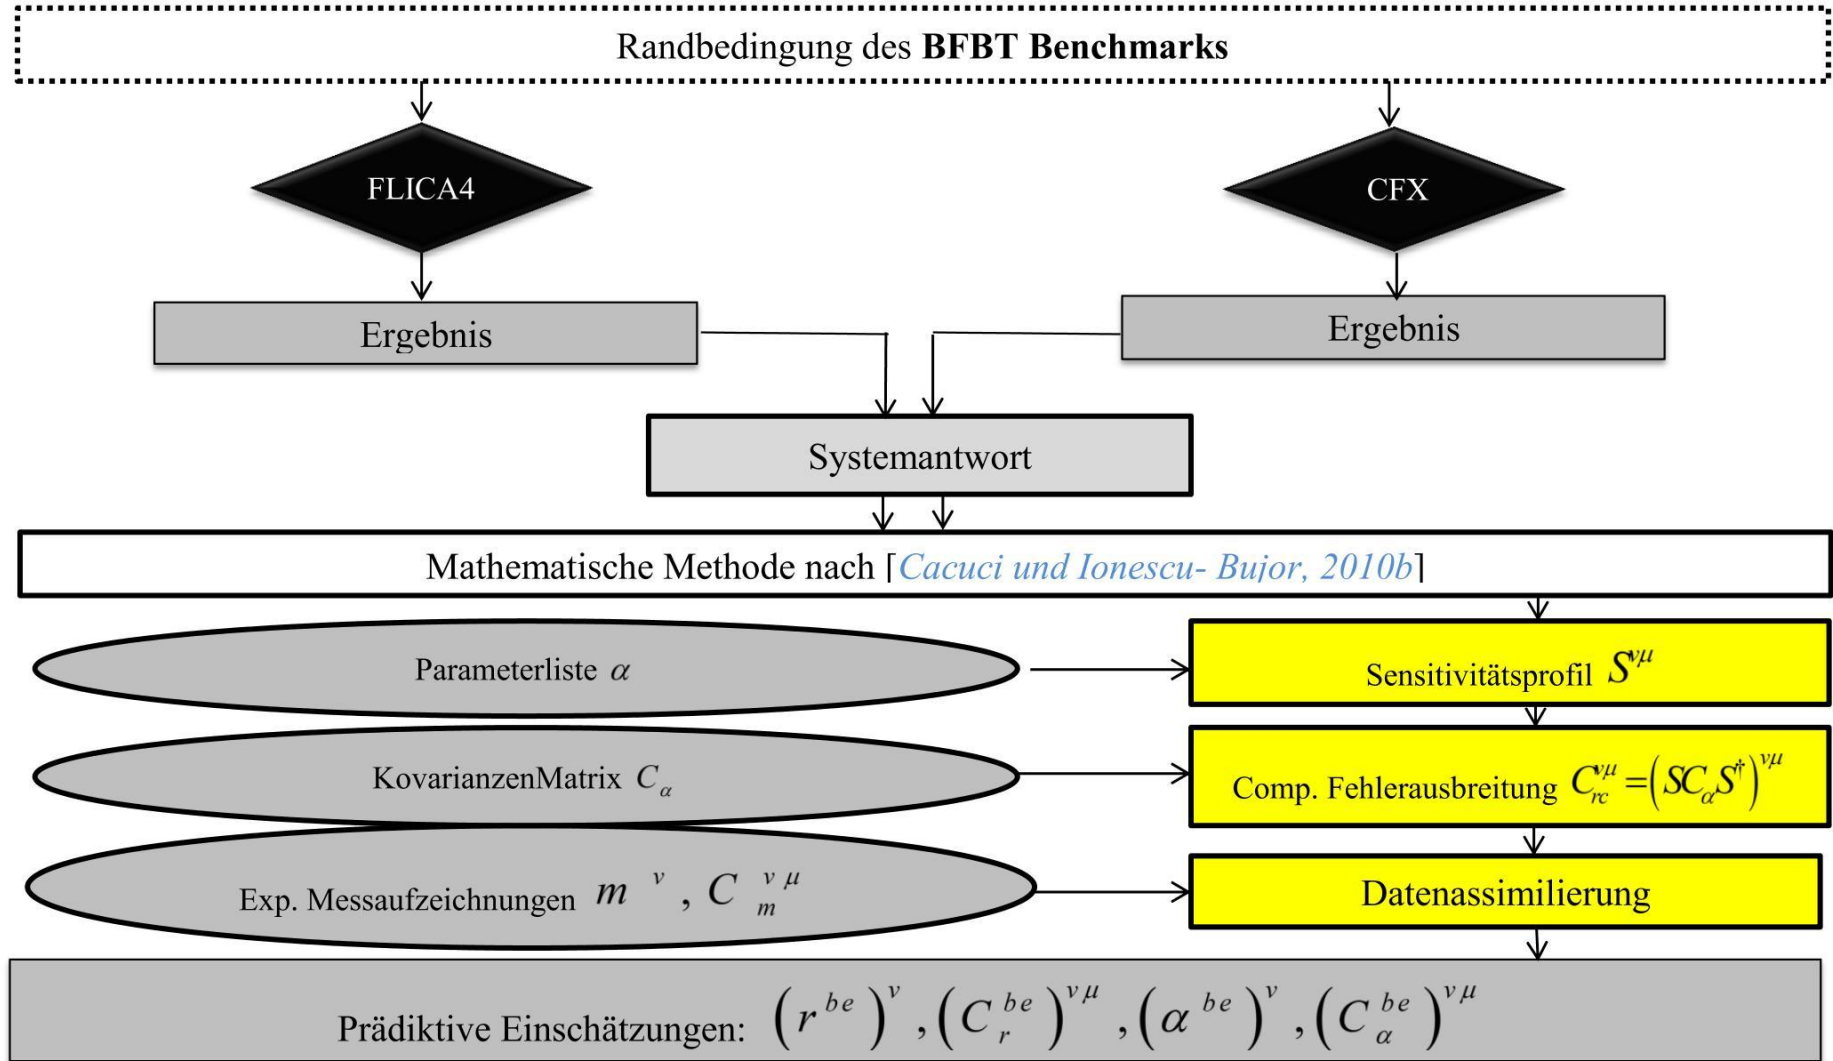 Randbedingung des BFBT Benchmarks
FLICA4
CFX
Ergebnis
Ergebnis
Systemantwort
Mathematische Methode nach [Cacuci und Ionescu- Bujor, 2010b]
Parameterliste α
Sensitivitätsprofil S^{νμ}
KovarianzenMatrix C_α
Comp. Fehlerausbreitung C_{rc}^{νμ} = (SC_αS^†)^{νμ}
Exp. Messaufzeichnungen m^ν, C_m^{νμ}
Datenassimilierung
Prädiktive Einschätzungen: (r^{be})^ν, (C_r^{be})^{νμ}, (α^{be})^ν, (C_α^{be})^{νμ}